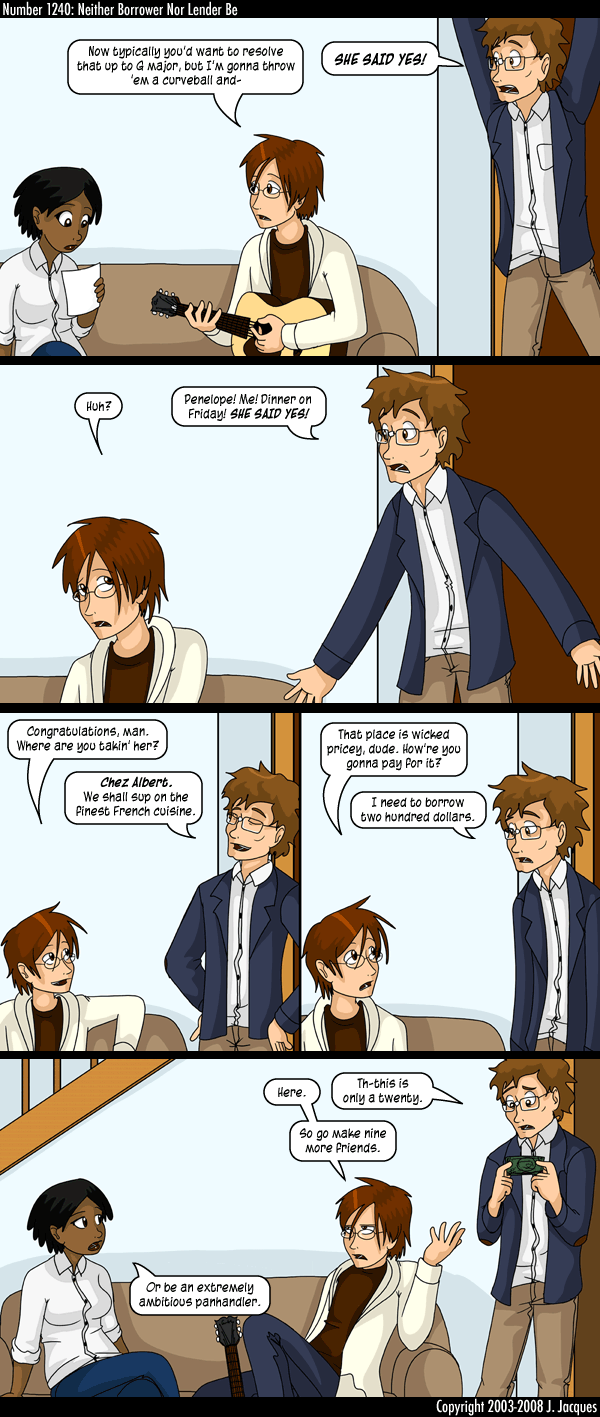 Number 1240: Neither Borrower Nor Lender Be
Now typically you'd want to resolve
that up to G major, but I'm gonna throw
'em a curveball and-
SHE SAID YES!
Huh?
Penelope! Me! Dinner on
Friday! SHE SAID YES!
Congratulations, man.
Where are you takin' her?
Chez Albert.
We shall sup on the
finest French cuisine.
That place is wicked
pricey, dude. How're you
gonna pay for it?
I need to borrow
two hundred dollars.
Here.
Th-this is
only a twenty.
So go make nine
more friends.
Or be an extremely
ambitious panhandler.
Copyright 2003-2008 J. Jacques